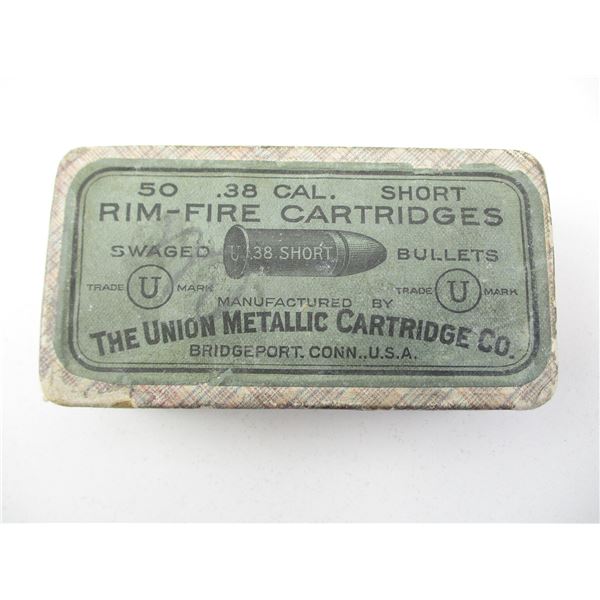 50 .38 CAL. SHORT
RIM-FIRE CARTRIDGES
SWAGED U .38 SHORT BULLETS
TRADE U MARK TRADE U MARK
MANUFACTURED BY
THE UNION METALLIC CARTRIDGE CO.
BRIDGEPORT, CONN., U.S.A.